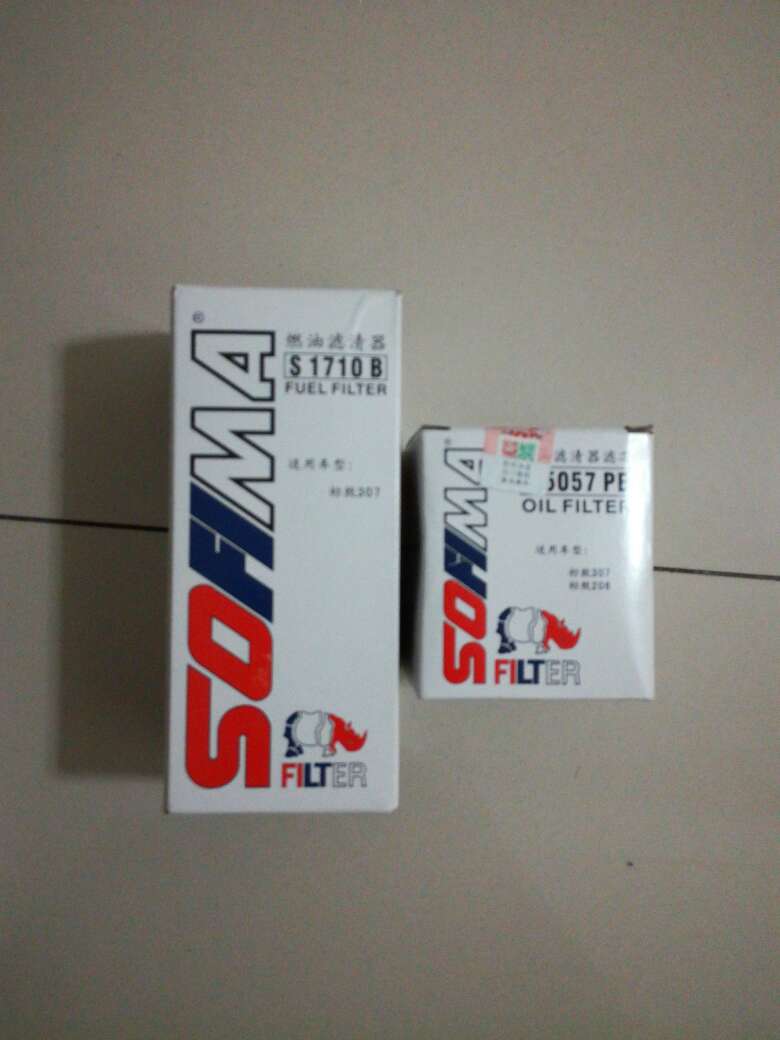 SOFIMA
®
燃油滤清器
S 1710 B
FUEL FILTER
适用车型:
标致307
FILTER
SOFIMA
®
滤清器滤
5057 PE
OIL FILTER
适用车型:
标致307
标致206
FILTER